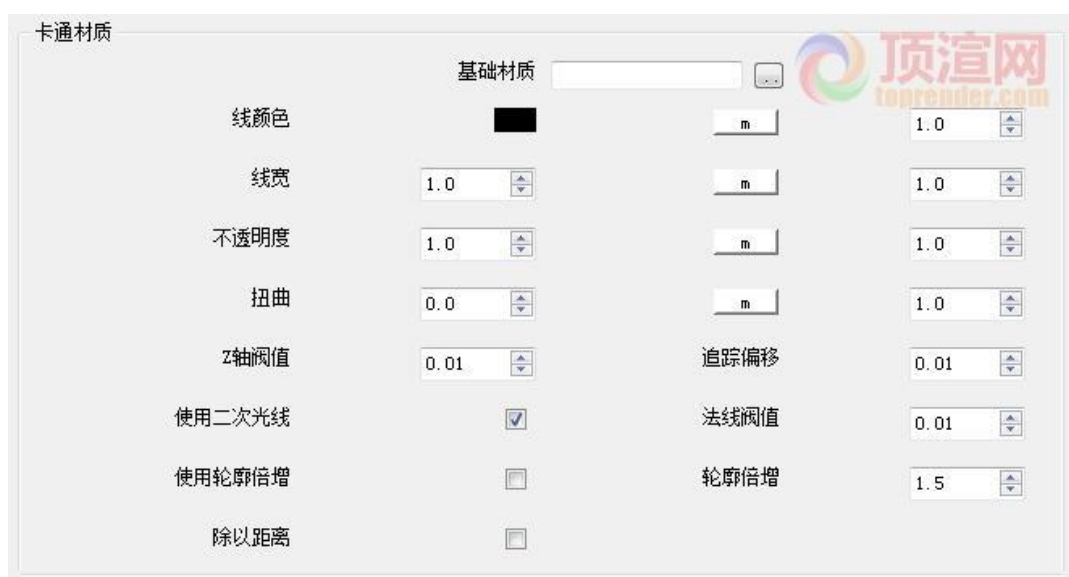 卡通材质
顶渲网
toprender.com
基础材质 ..
线颜色 m 1.0
线宽 1.0 m 1.0
不透明度 1.0 m 1.0
扭曲 0.0 m 1.0
Z轴阀值 0.01 追踪偏移 0.01
使用二次光线 法线阀值 0.01
使用轮廓倍增 轮廓倍增 1.5
除以距离